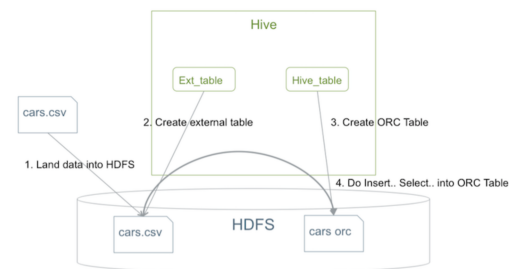 Hive
Ext_table
Hive_table
cars.csv
2. Create external table
3. Create ORC Table
1. Land data into HDFS
4. Do Insert.. Select.. into ORC Table
cars.csv
HDFS
cars orc